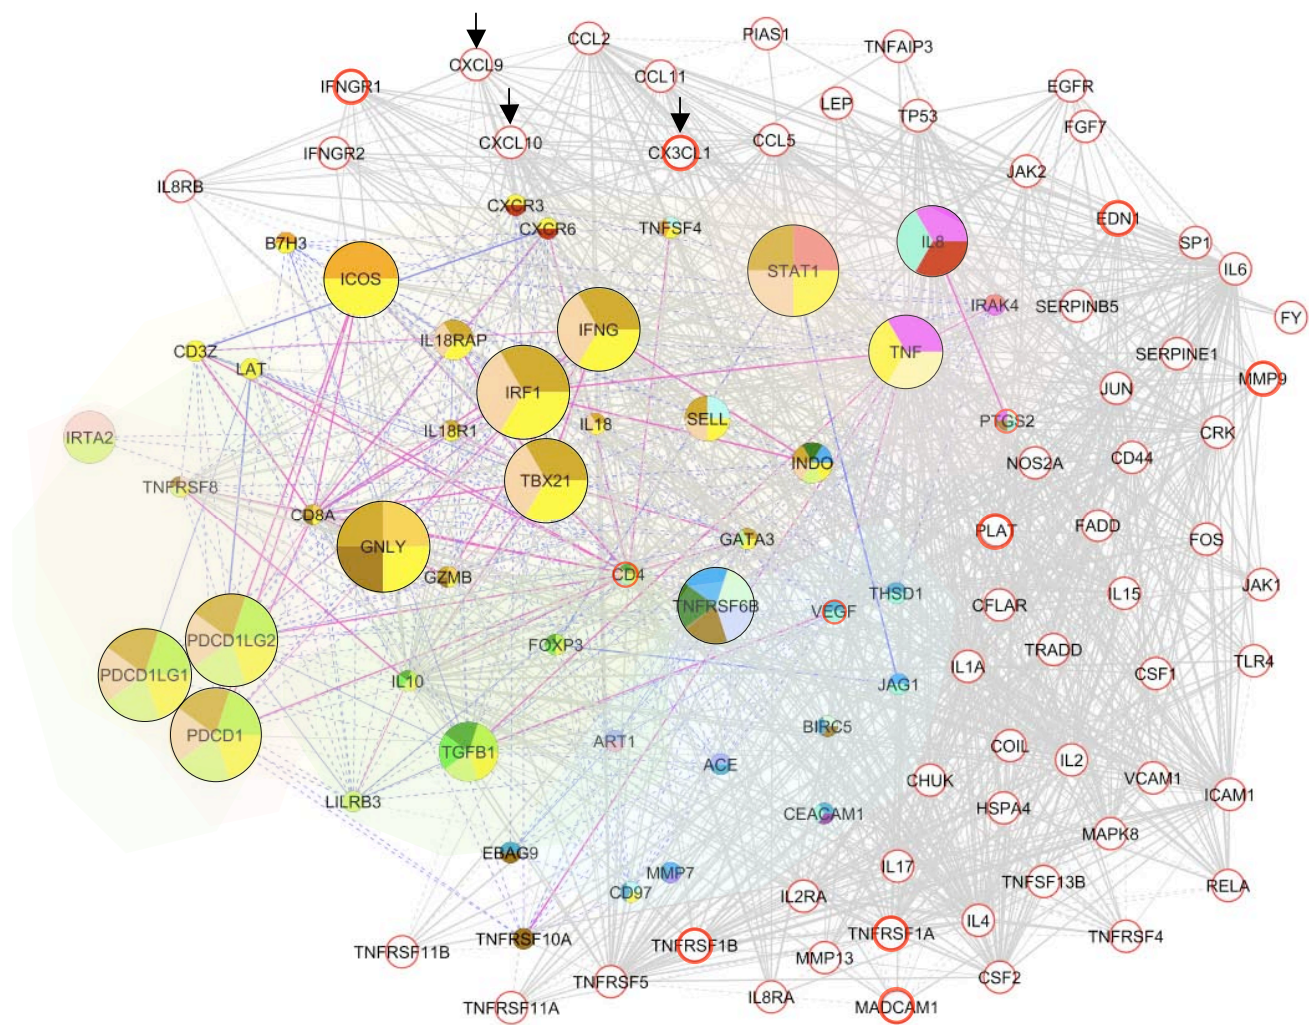 CCL2
PIAS1
TNFAIP3
CXCL9
CCL11
IFNGR1
EGFR
LEP
TP53
FGF7
CXCL10
CCL5
IFNGR2
CX3CL1
JAK2
IL8RB
CXCR3
EDN1
CXCR6
TNFSF4
B7H3
IL8
SP1
ICOS
STAT1
IL6
IRAK4
SERPINB5
FY
IFNG
IL18RAP
CD3Z
TNF
SERPINE1
LAT
MMP9
IRF1
JUN
SELL
PTGS2
IL18
IL18R1
CRK
IRTA2
INDO
NOS2A
CD44
TBX21
TNFRSF8
CD8A
FADD
PLAT
GATA3
FOS
GNLY
GZMB
CD4
JAK1
THSD1
IL15
TNFRSF6B
VEGF
CFLAR
PDCD1LG2
FOXP3
TRADD
TLR4
IL1A
PDCD1LG1
CSF1
IL10
JAG1
BIRC5
PDCD1
ART1
TGFB1
COIL
IL2
ACE
CHUK
VCAM1
ICAM1
LILRB3
HSPA4
CEACAM1
MAPK8
EBAG9
IL17
MMP7
TNFSF13B
RELA
CD97
IL2RA
IL4
TNFRSF1A
TNFRSF4
TNFRSF10A
TNFRSF1B
TNFRSF11B
MMP13
CSF2
TNFRSF5
IL8RA
TNFRSF11A
MADCAM1